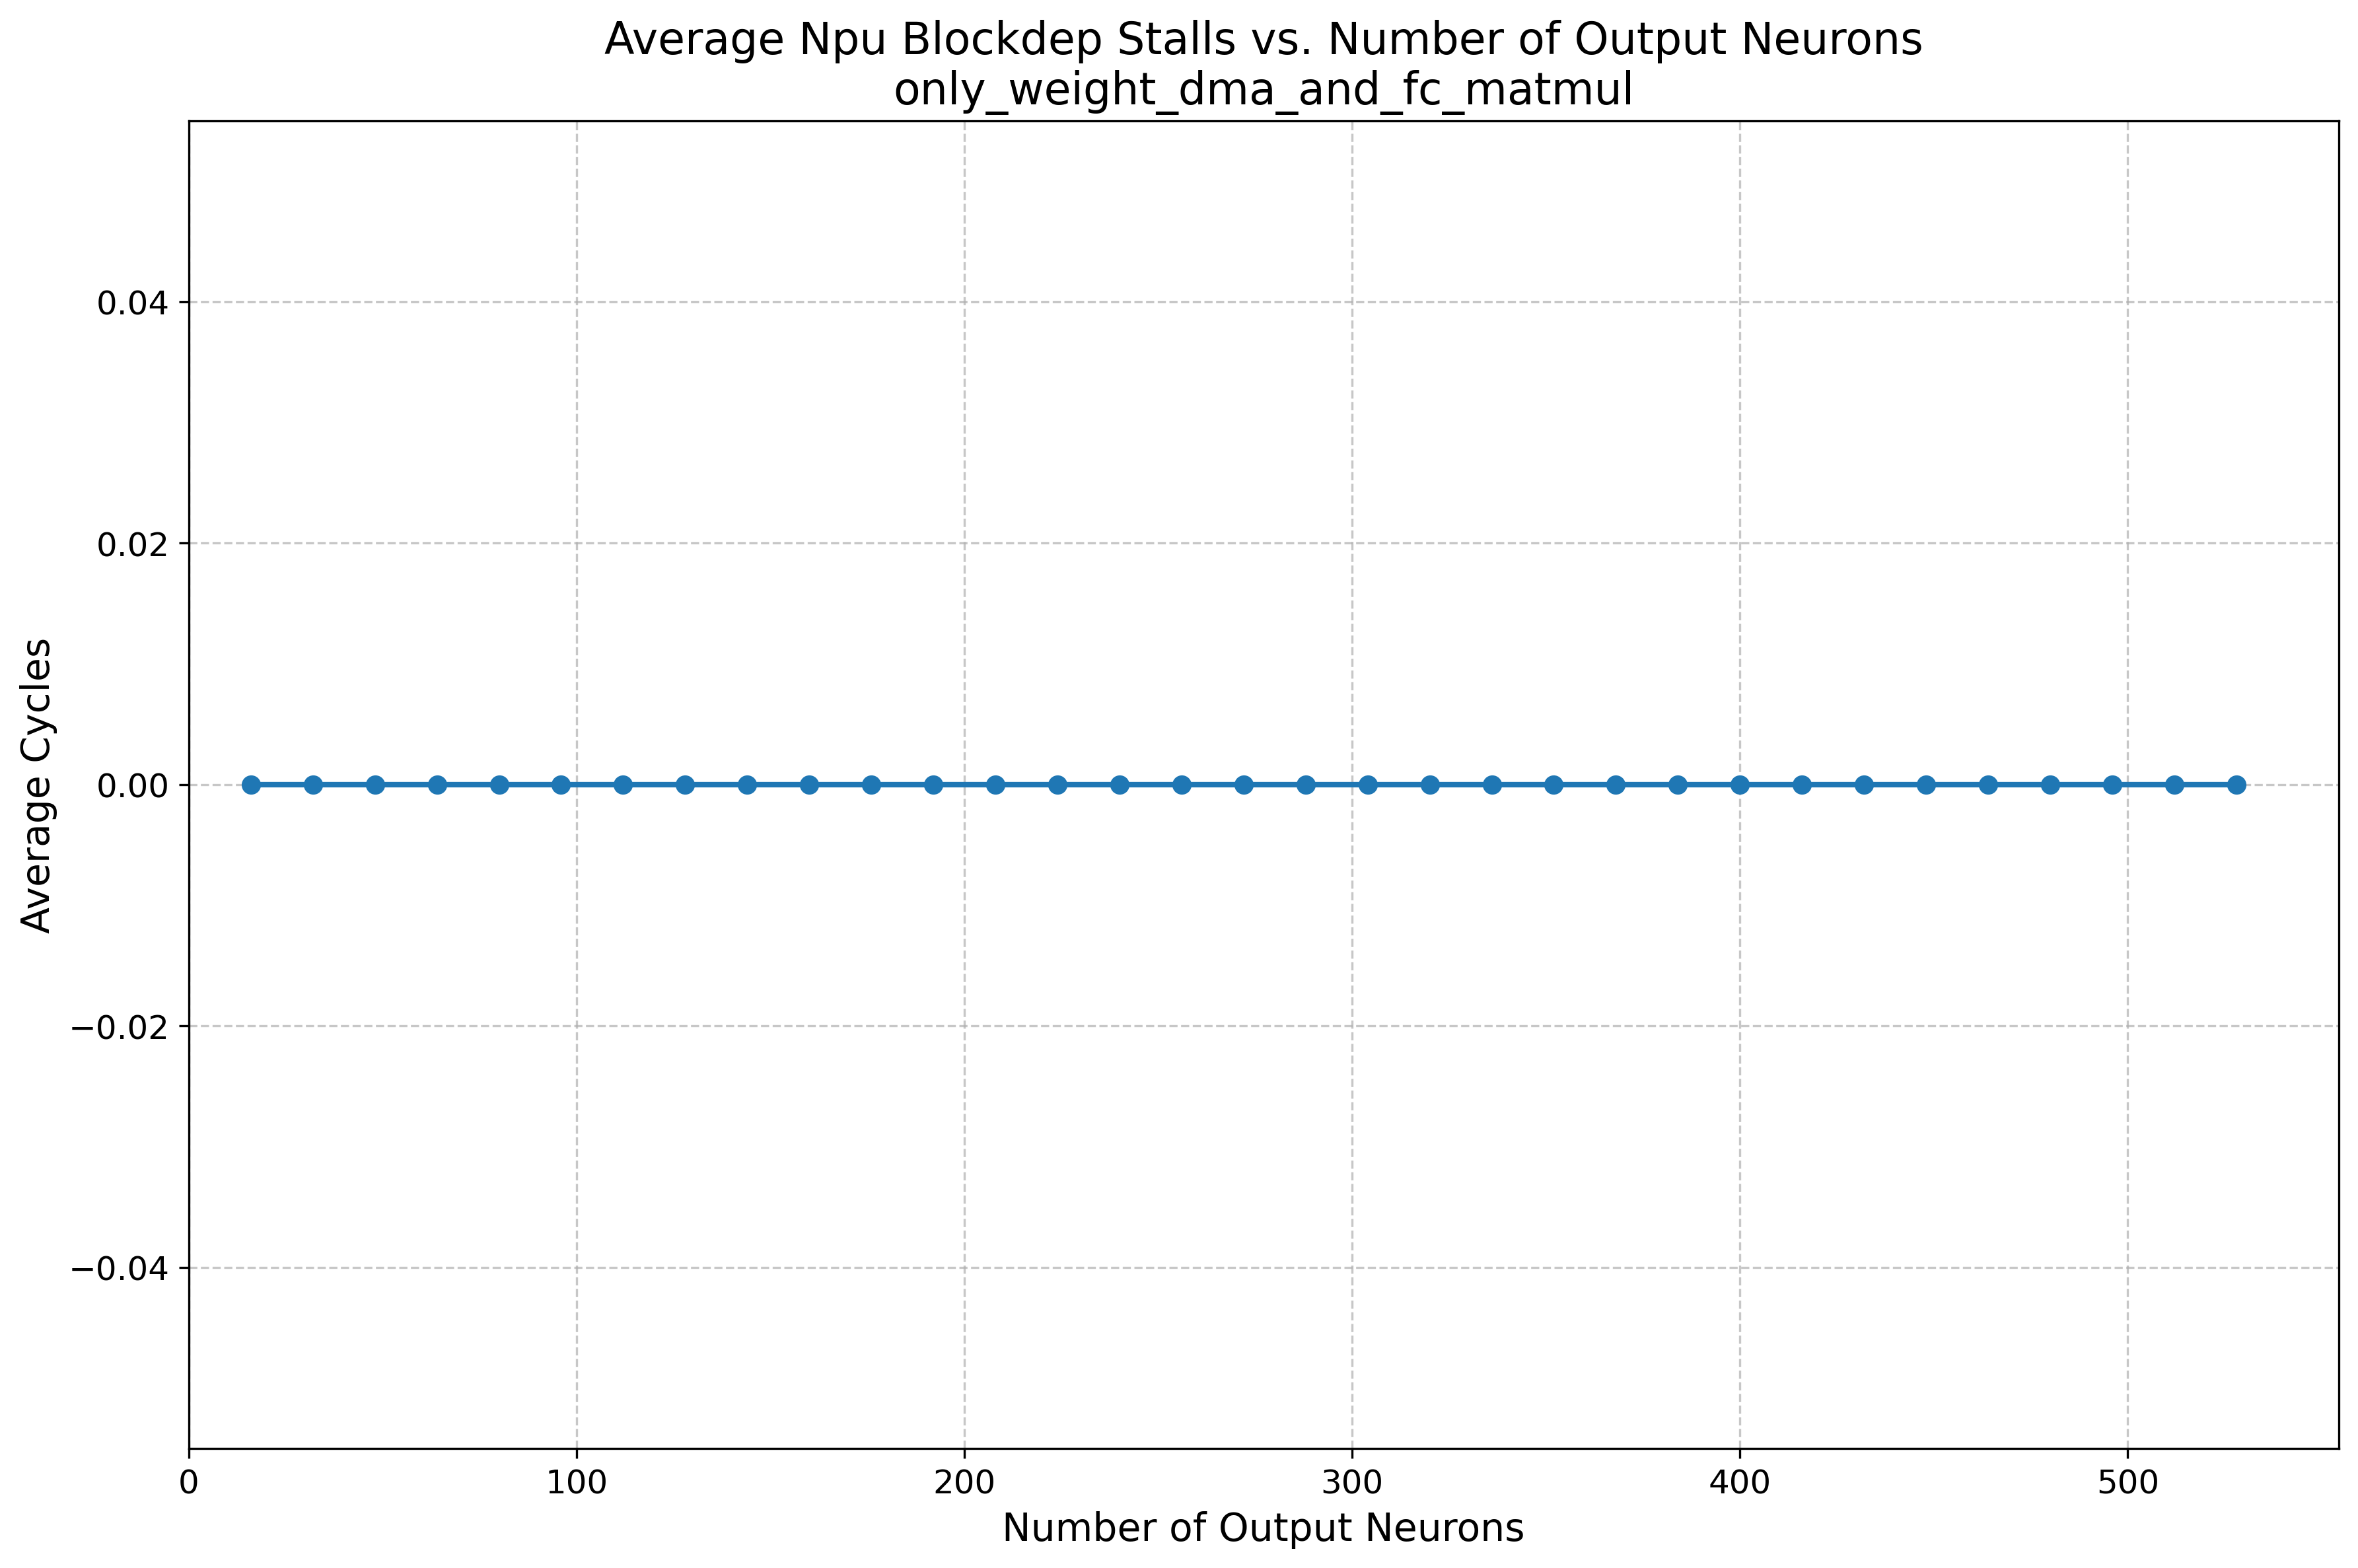 Average Npu Blockdep Stalls vs. Number of Output Neurons
only_weight_dma_and_fc_matmul
0.04
0.02
0.00
−0.02
−0.04
Average Cycles
0 100 200 300 400 500
Number of Output Neurons